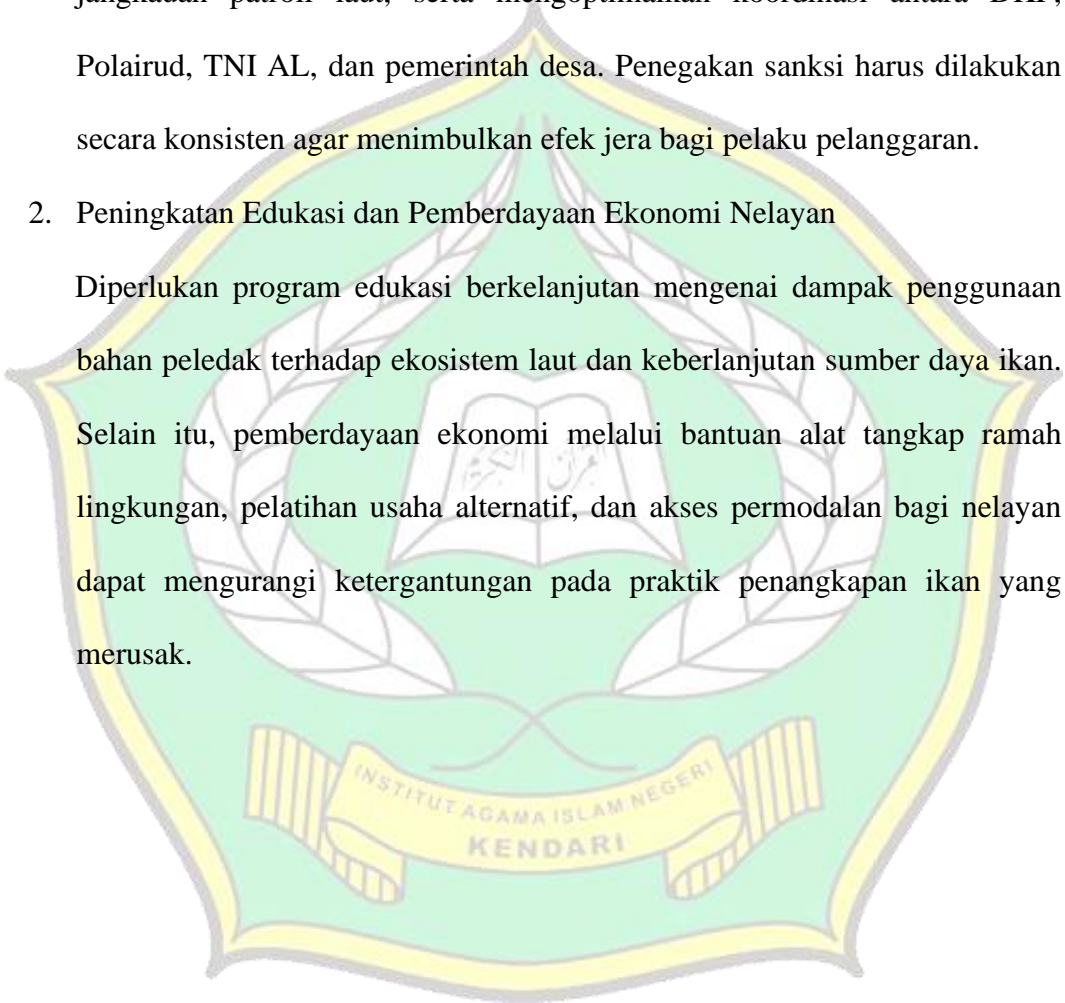 jangkauan patroli laut, serta mengoptimalkan koordinasi antara DKP,
Polairud, TNI AL, dan pemerintah desa. Penegakan sanksi harus dilakukan
secara konsisten agar menimbulkan efek jera bagi pelaku pelanggaran.
2. Peningkatan Edukasi dan Pemberdayaan Ekonomi Nelayan
Diperlukan program edukasi berkelanjutan mengenai dampak penggunaan
bahan peledak terhadap ekosistem laut dan keberlanjutan sumber daya ikan.
Selain itu, pemberdayaan ekonomi melalui bantuan alat tangkap ramah
lingkungan, pelatihan usaha alternatif, dan akses permodalan bagi nelayan
dapat mengurangi ketergantungan pada praktik penangkapan ikan yang
merusak.
القرآن الكريم
INSTITUT AGAMA ISLAM NEGERI
KENDARI